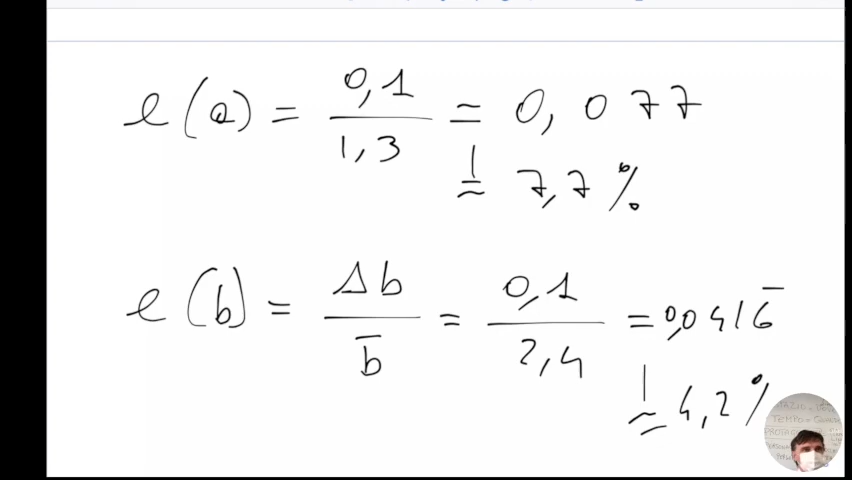 e(a) = 0,1 / 1,3 ≃ 0,077
≃ 7,7 %
e(b) = Δb / b̅ = 0,1 / 2,4 = 0,0416̅
≃ 4,2 %